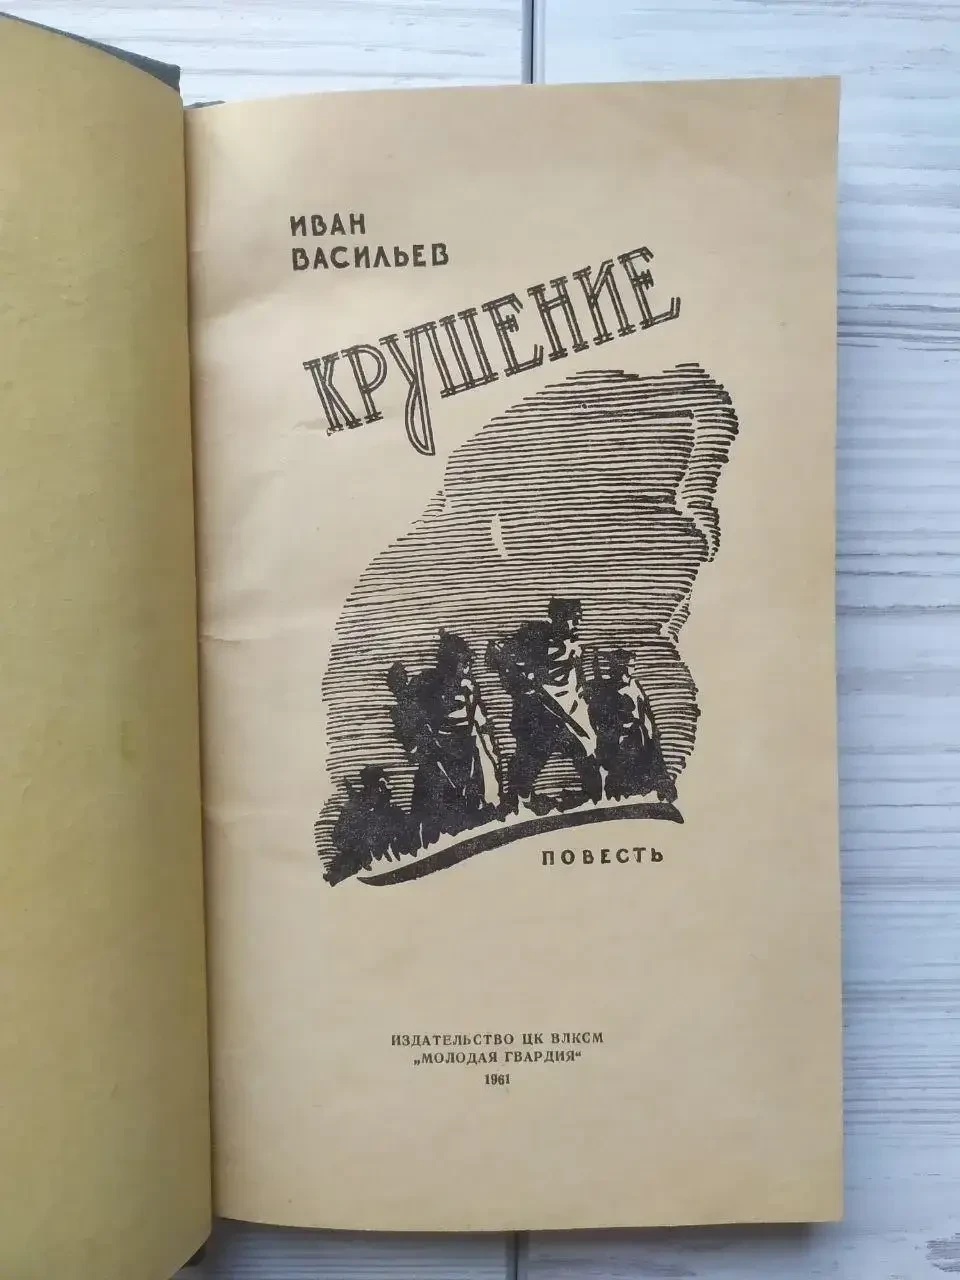 ИВАН
ВАСИЛЬЕВ
КРУШЕНИЕ
ПОВЕСТЬ
ИЗДАТЕЛЬСТВО ЦК ВЛКСМ
„МОЛОДАЯ ГВАРДИЯ“
1961